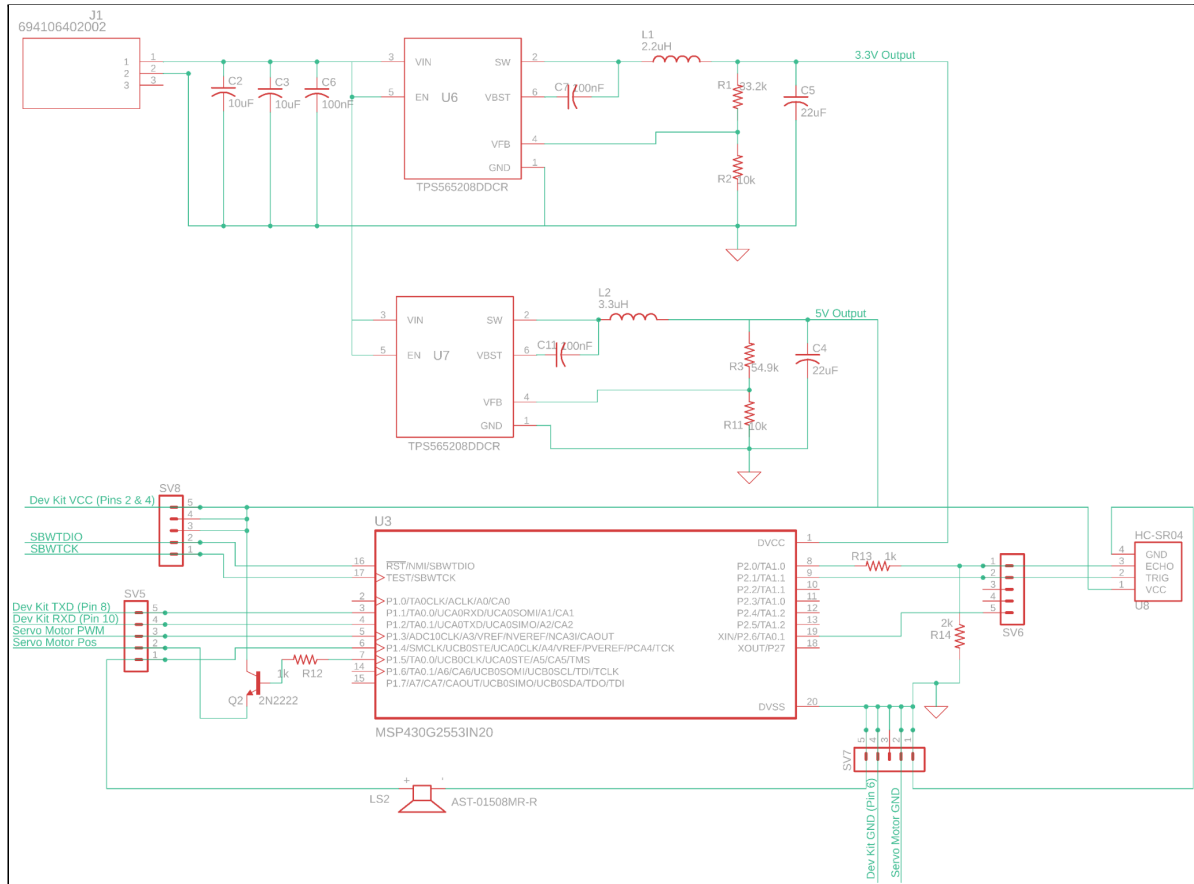 J1
694106402002
1
2
3
1
2
3
C2
10uF
C3
10uF
C6
100nF
3
VIN
5
EN
U6
SW
2
VBST
6
VFB
4
GND
1
TPS565208DDCR
C7
100nF
L1
2.2uH
R1
33.2k
R2
10k
C5
22uF
3.3V Output
3
VIN
5
EN
U7
SW
2
VBST
6
VFB
4
GND
1
TPS565208DDCR
C11
100nF
L2
3.3uH
R3
54.9k
R11
10k
C4
22uF
5V Output
SV8
Dev Kit VCC (Pins 2 & 4)
5
4
3
SBWTDIO
2
SBWTCK
1
SV5
Dev Kit TXD (Pin 8)
5
Dev Kit RXD (Pin 10)
4
Servo Motor PWM
3
Servo Motor Pos
2
1
Q2
2N2222
1k
R12
U3
16
RST/NMI/SBWTDIO
17
TEST/SBWTCK
2
P1.0/TA0CLK/ACLK/A0/CA0
3
P1.1/TA0.0/UCA0RXD/UCA0SOMI/A1/CA1
4
P1.2/TA0.1/UCA0TXD/UCA0SIMO/A2/CA2
5
P1.3/ADC10CLK/A3/VREF/NVEREF/NCA3I/CAOUT
6
P1.4/SMCLK/UCB0STE/UCA0CLK/A4/VREF/PVEREF/PCA4/TCK
7
P1.5/TA0.0/UCB0CLK/UCA0STE/A5/CA5/TMS
14
P1.6/TA0.1/A6/CA6/UCB0SOMI/UCB0SCL/TDI/TCLK
15
P1.7/A7/CA7/CAOUT/UCB0SIMO/UCB0SDA/TDO/TDI
DVCC
1
P2.0/TA1.0
8
P2.1/TA1.1
9
P2.2/TA1.1
10
P2.3/TA1.0
11
P2.4/TA1.2
12
P2.5/TA1.2
13
XIN/P2.6/TA0.1
19
XOUT/P27
18
DVSS
20
MSP430G2553IN20
R13
1k
2k
R14
1
2
3
4
5
SV6
HC-SR04
4
GND
3
ECHO
2
TRIG
1
VCC
U8
SV7
5
4
3
2
1
Dev Kit GND (Pin 6)
Servo Motor GND
LS2
+
-
AST-01508MR-R